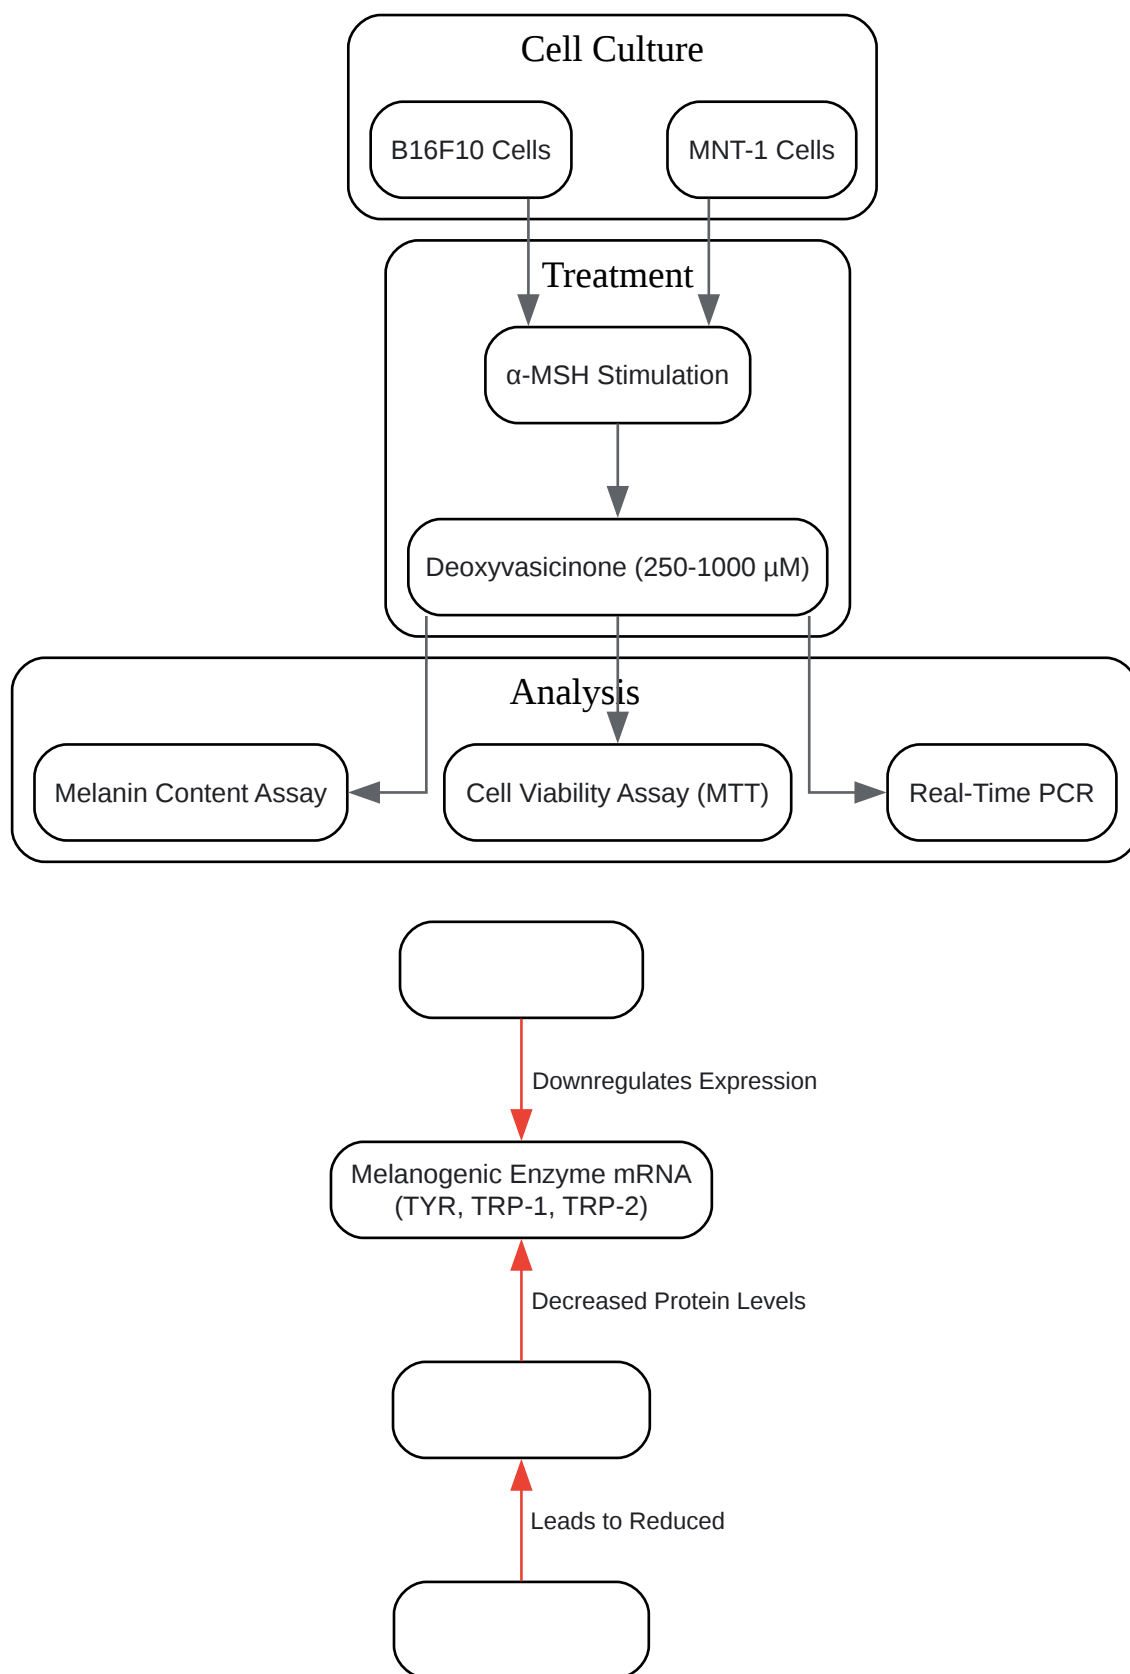 Cell Culture
B16F10 Cells
MNT-1 Cells
Treatment
α-MSH Stimulation
Deoxyvasicinone (250-1000 µM)
Analysis
Melanin Content Assay
Cell Viability Assay (MTT)
Real-Time PCR
Downregulates Expression
Melanogenic Enzyme mRNA
(TYR, TRP-1, TRP-2)
Decreased Protein Levels
Leads to Reduced